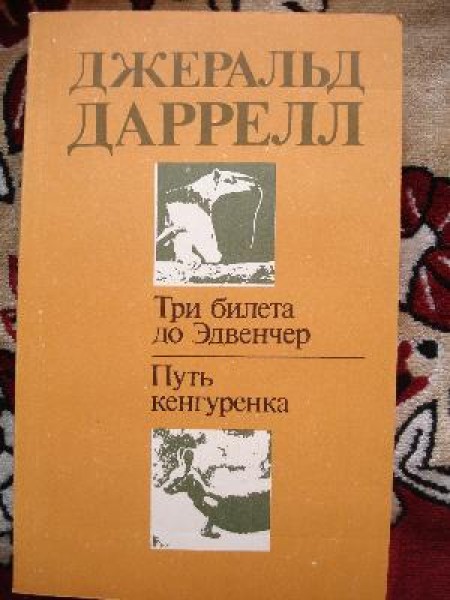 ДЖЕРАЛЬД
ДАРРЕЛЛ
Три билета
до Эдвенчер
Путь
кенгуренка